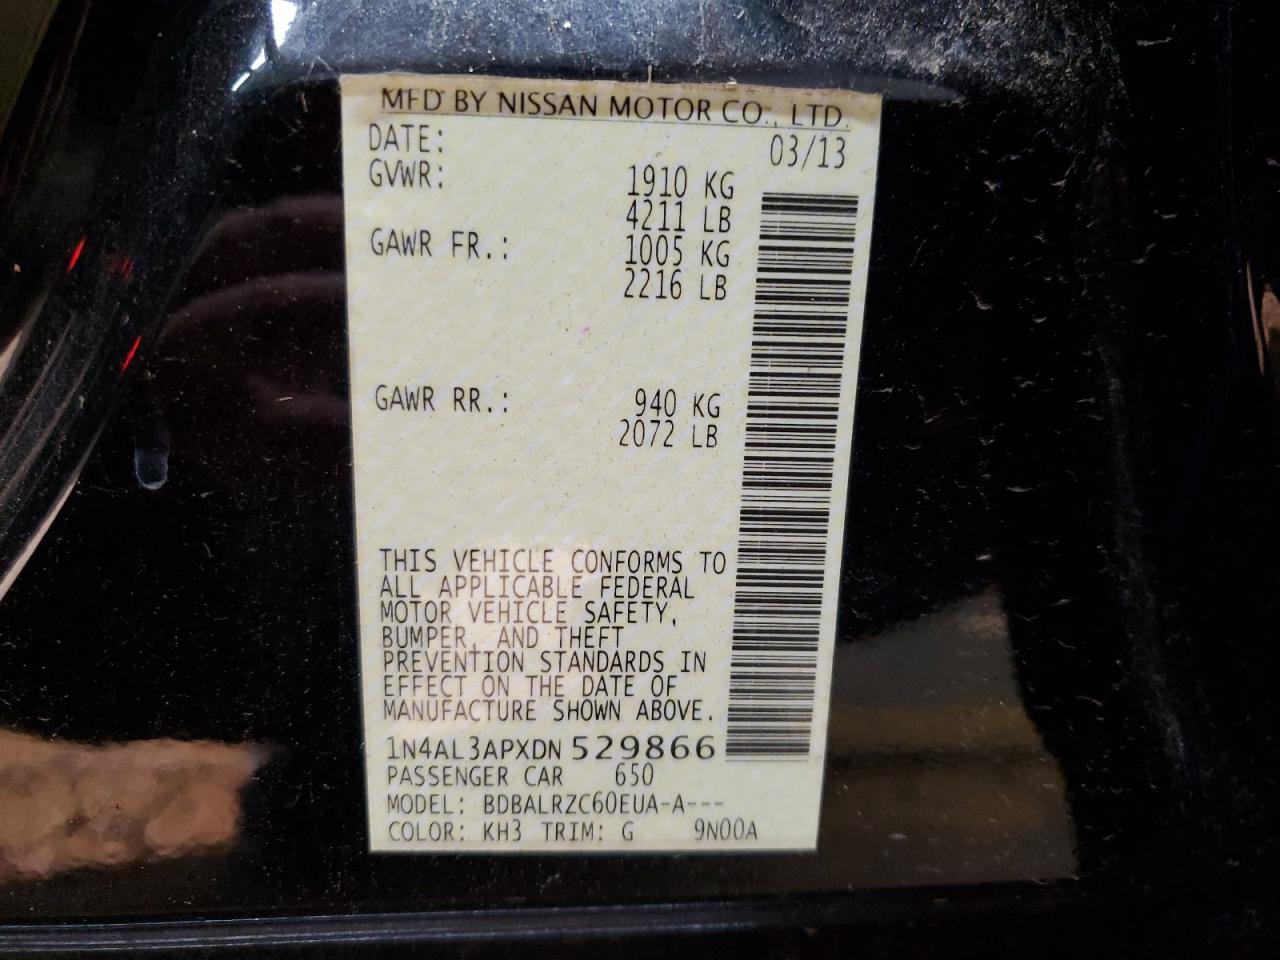 MFD BY NISSAN MOTOR CO., LTD.
DATE: 03/13
GVWR: 1910 KG
4211 LB
GAWR FR.: 1005 KG
2216 LB
GAWR RR.: 940 KG
2072 LB
THIS VEHICLE CONFORMS TO
ALL APPLICABLE FEDERAL
MOTOR VEHICLE SAFETY,
BUMPER, AND THEFT
PREVENTION STANDARDS IN
EFFECT ON THE DATE OF
MANUFACTURE SHOWN ABOVE.
1N4AL3APXDN529866
PASSENGER CAR 650
MODEL: BDBALRZC60EUA-A---
COLOR: KH3 TRIM: G 9N00A